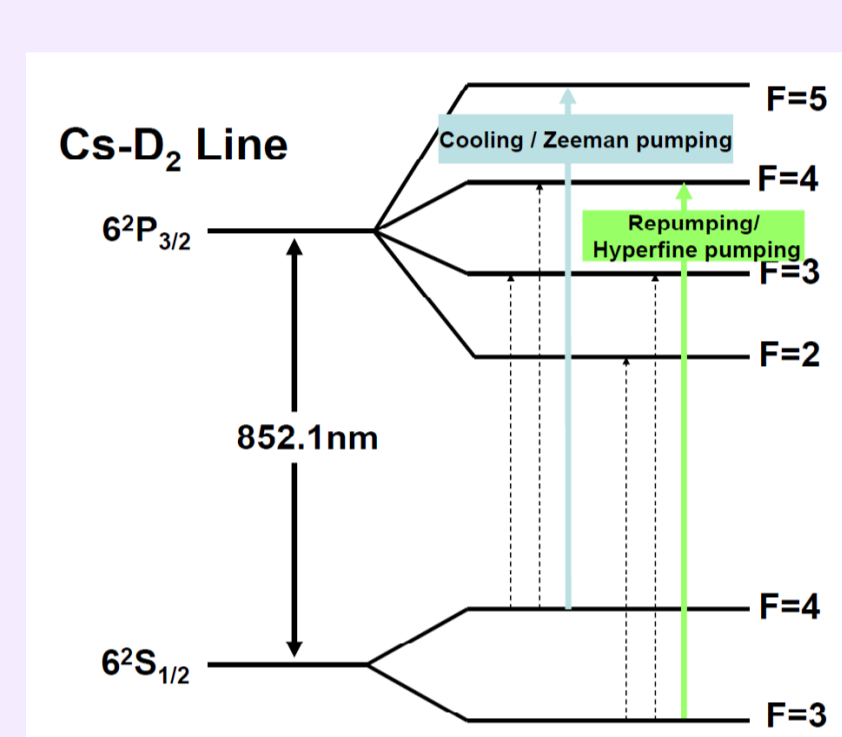 F=5
Cooling / Zeeman pumping
Cs-D₂ Line
F=4
6²P₃/₂
Repumping/
Hyperfine pumping
F=3
F=2
852.1nm
F=4
6²S₁/₂
F=3